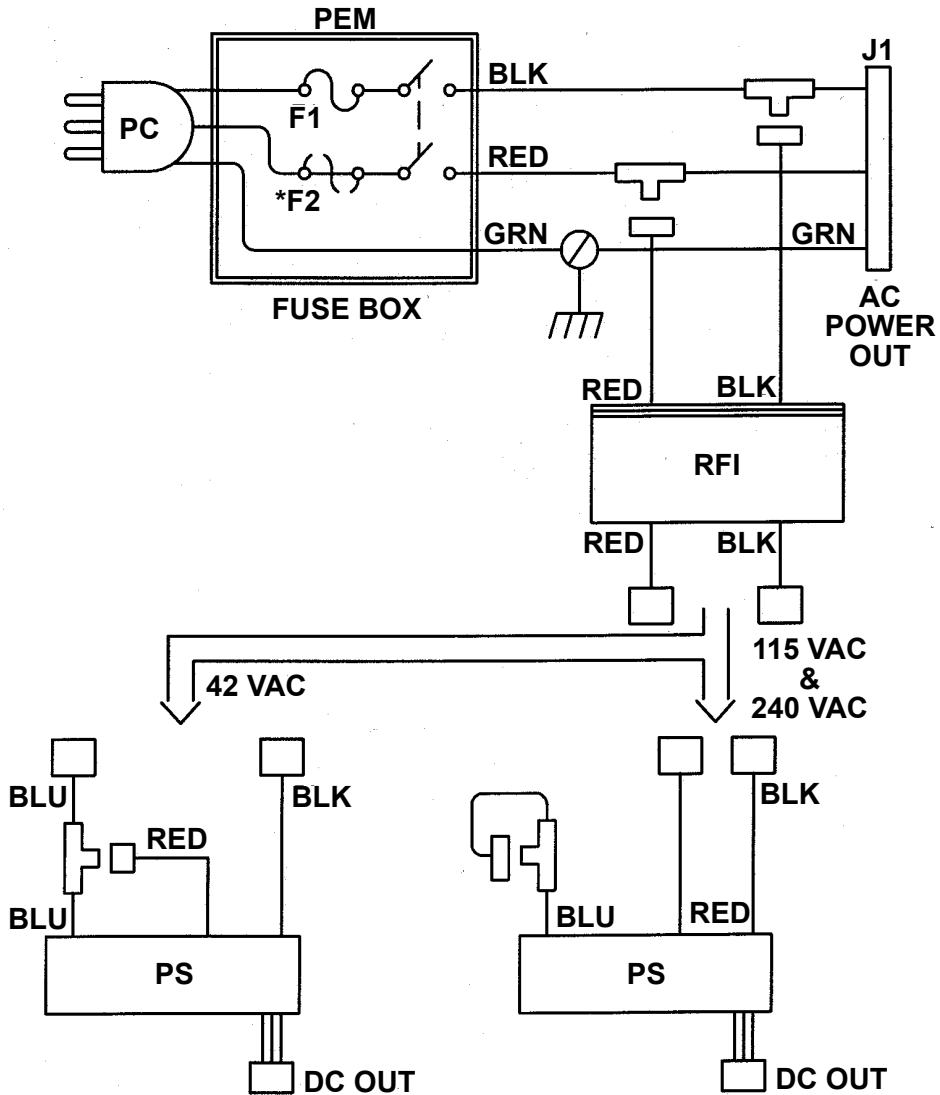 PEM
J1
BLK
PC
F1
RED
*F2
GRN
GRN
FUSE BOX
AC
POWER
OUT
RED
BLK
RFI
RED
BLK
115 VAC
&
240 VAC
42 VAC
BLU
BLK
BLK
RED
BLU
BLU
RED
PS
PS
DC OUT
DC OUT